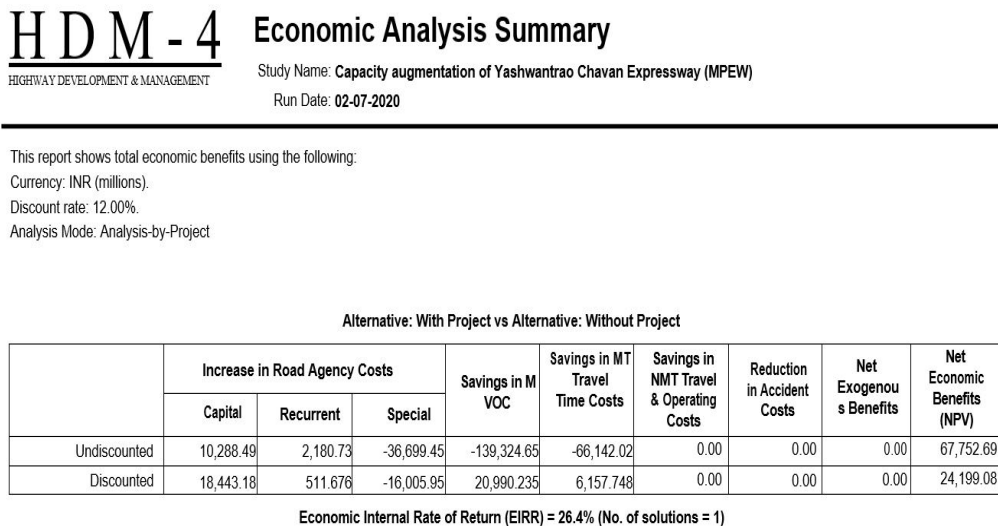 H D M - 4
HIGHWAY DEVELOPMENT & MANAGEMENT
Economic Analysis Summary
Study Name: Capacity augmentation of Yashwantrao Chavan Expressway (MPEW)
Run Date: 02-07-2020
This report shows total economic benefits using the following:
Currency: INR (millions).
Discount rate: 12.00%.
Analysis Mode: Analysis-by-Project
Alternative: With Project vs Alternative: Without Project
Increase in Road Agency Costs
Capital
Recurrent
Special
Savings in M
VOC
Savings in MT
Travel
Time Costs
Savings in
NMT Travel
& Operating
Costs
Reduction
in Accident
Costs
Net
Exogenou
s Benefits
Net
Economic
Benefits
(NPV)
Undiscounted 10,288.49 2,180.73 -36,699.45 -139,324.65 -66,142.02 0.00 0.00 0.00 67,752.69
Discounted 18,443.18 511.676 -16,005.95 20,990.235 6,157.748 0.00 0.00 0.00 24,199.08
Economic Internal Rate of Return (EIRR) = 26.4% (No. of solutions = 1)